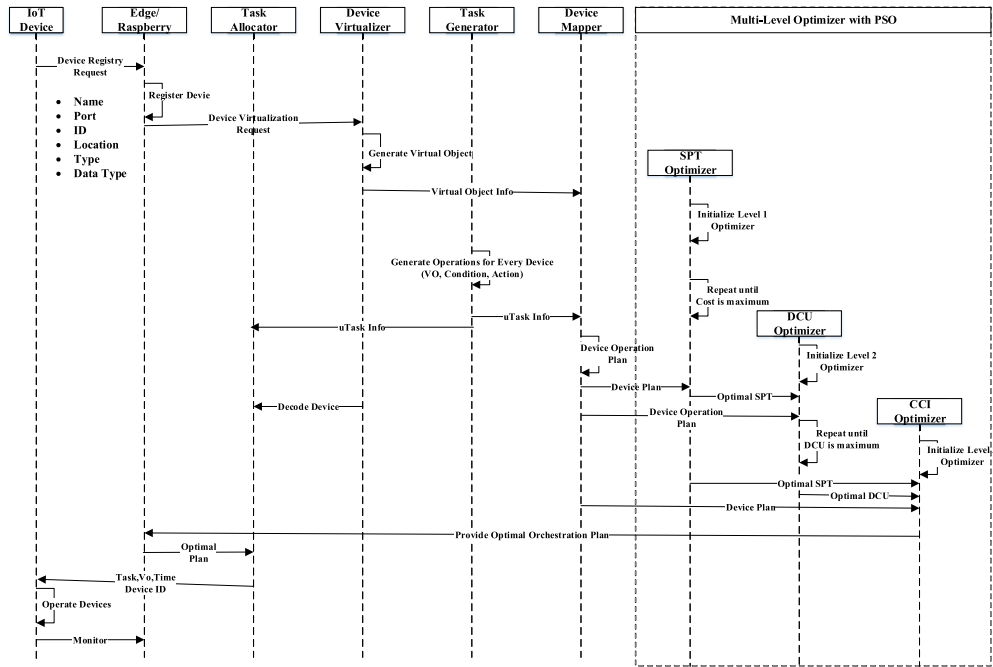 IoT
Device
Edge/
Raspberry
Task
Allocator
Device
Virtualizer
Task
Generator
Device
Mapper
Multi-Level Optimizer with PSO
Device Registry
Request
Register Devie
• Name
• Port
• ID
• Location
• Type
• Data Type
Device Virtualization
Request
Generate Virtual Object
SPT
Optimizer
Virtual Object Info
Initialize Level 1
Optimizer
Generate Operations for Every Device
(VO, Condition, Action)
Repeat until
Cost is maximum
uTask Info
uTask Info
DCU
Optimizer
Device Operation
Plan
Initialize Level 2
Optimizer
Device Plan
Optimal SPT
Decode Device
Device Operation
Plan
CCI
Optimizer
Repeat until
DCU is maximum
Initialize Level
Optimizer
Optimal SPT
Optimal DCU
Device Plan
Provide Optimal Orchestration Plan
Optimal
Plan
Task,Vo,Time
Device ID
Operate Devices
Monitor